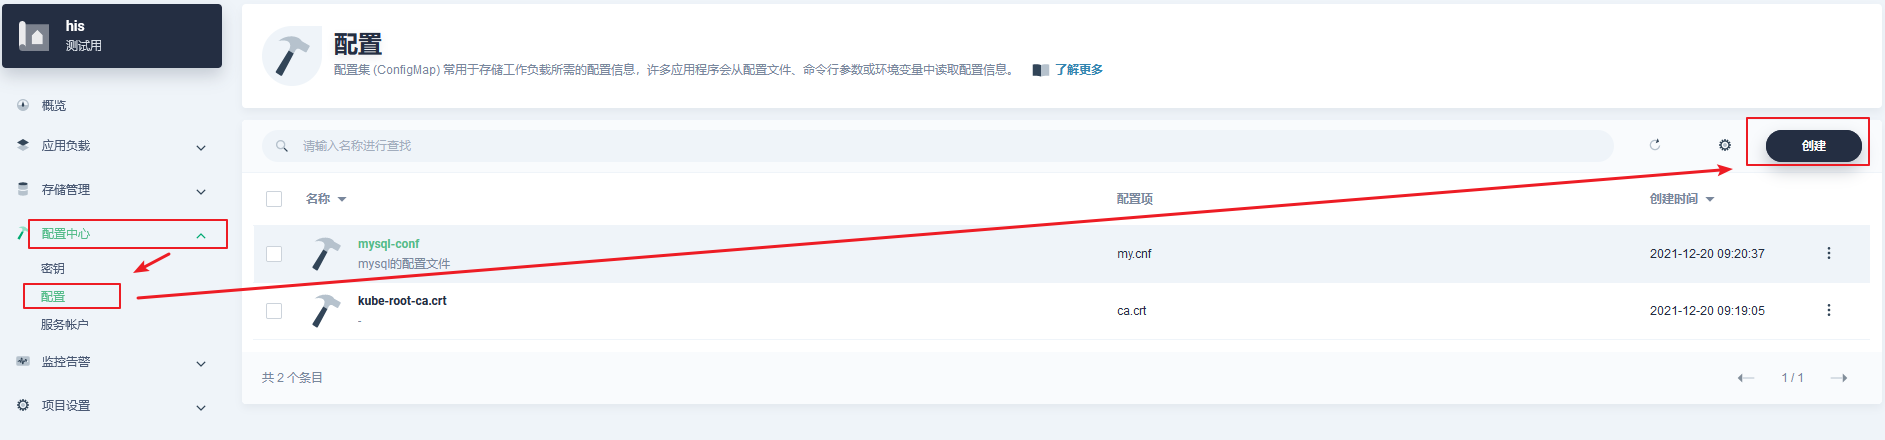 his
测试用
概览
应用负载
存储管理
配置中心
密钥
配置
服务帐户
监控告警
项目设置
配置
配置集 (ConfigMap) 常用于存储工作负载所需的配置信息，许多应用程序会从配置文件、命令行参数或环境变量中读取配置信息。 了解更多
请输入名称进行查找
创建
名称 配置项 创建时间
mysql-conf
mysql的配置文件
my.cnf
2021-12-20 09:20:37
kube-root-ca.crt
-
ca.crt
2021-12-20 09:19:05
共 2 个条目
1 / 1